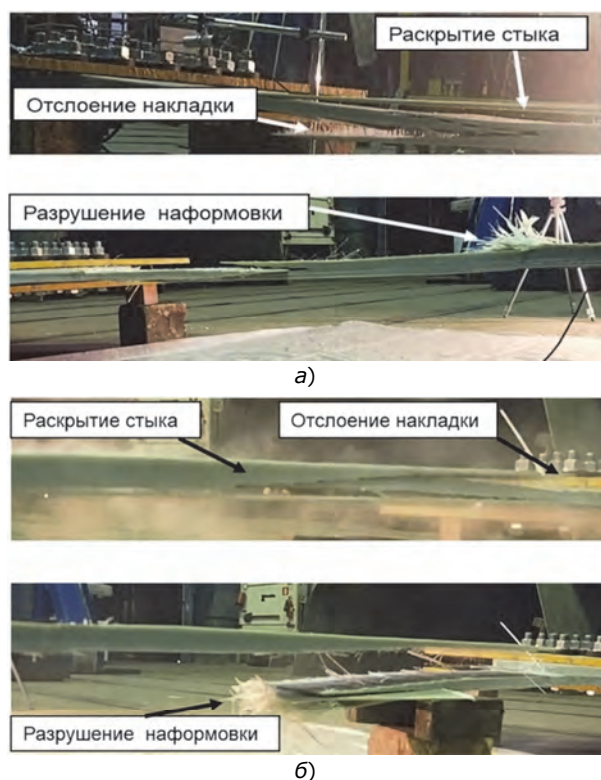 Раскрытие стыка
Отслоение накладки
Разрушение наформовки
а)
Раскрытие стыка
Отслоение накладки
Разрушение наформовки
б)